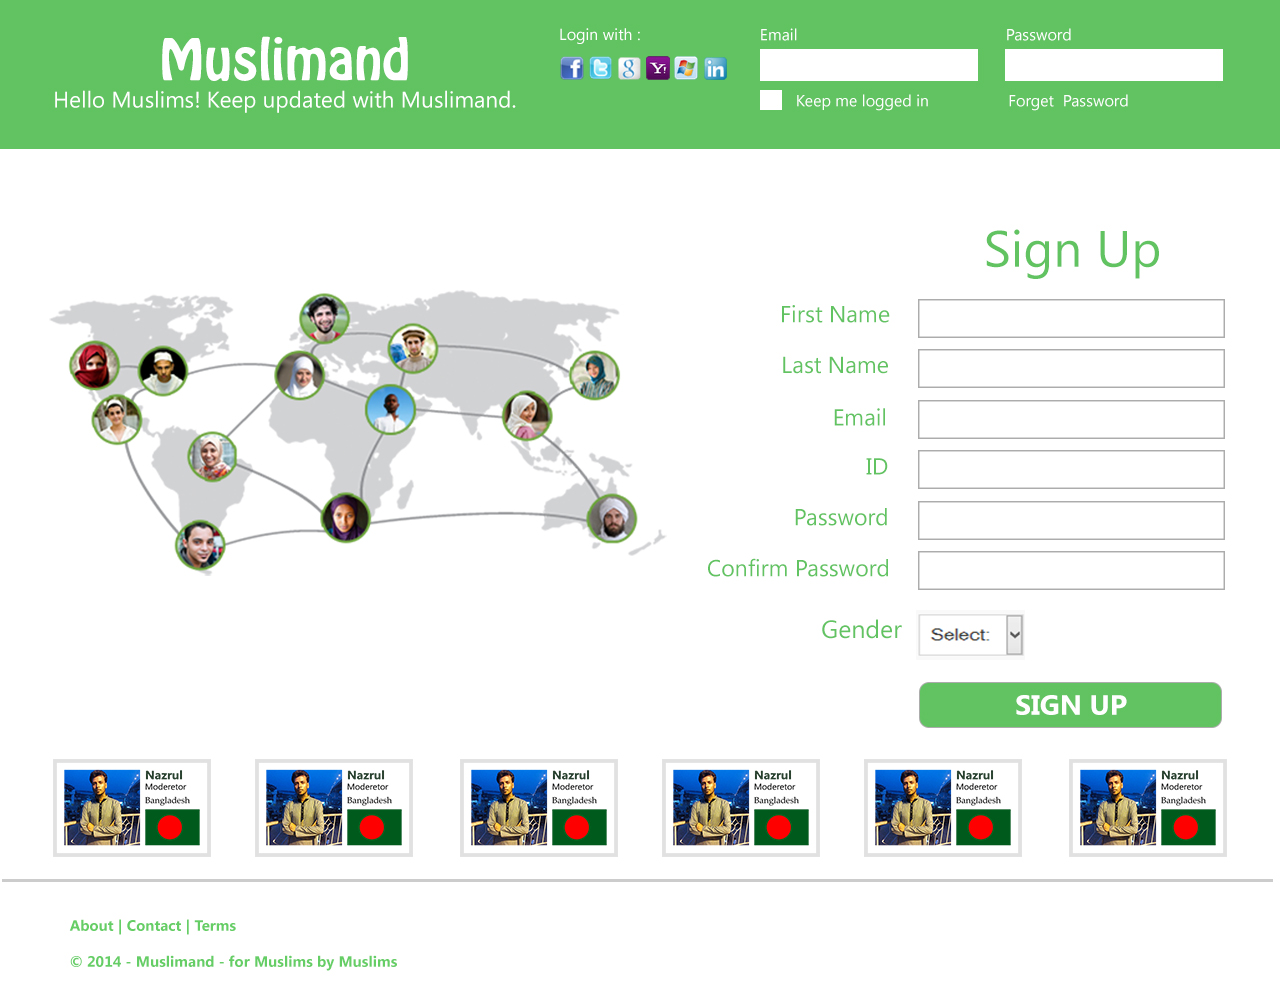 Muslimand
Hello Muslims! Keep updated with Muslimand.
Login with :
Email
Password
Keep me logged in
Forget Password
Sign Up
First Name
Last Name
Email
ID
Password
Confirm Password
Gender
Select:
SIGN UP
Nazrul
Moderetor
Bangladesh
Nazrul
Moderetor
Bangladesh
Nazrul
Moderetor
Bangladesh
Nazrul
Moderetor
Bangladesh
Nazrul
Moderetor
Bangladesh
Nazrul
Moderetor
Bangladesh
About | Contact | Terms
© 2014 - Muslimand - for Muslims by Muslims